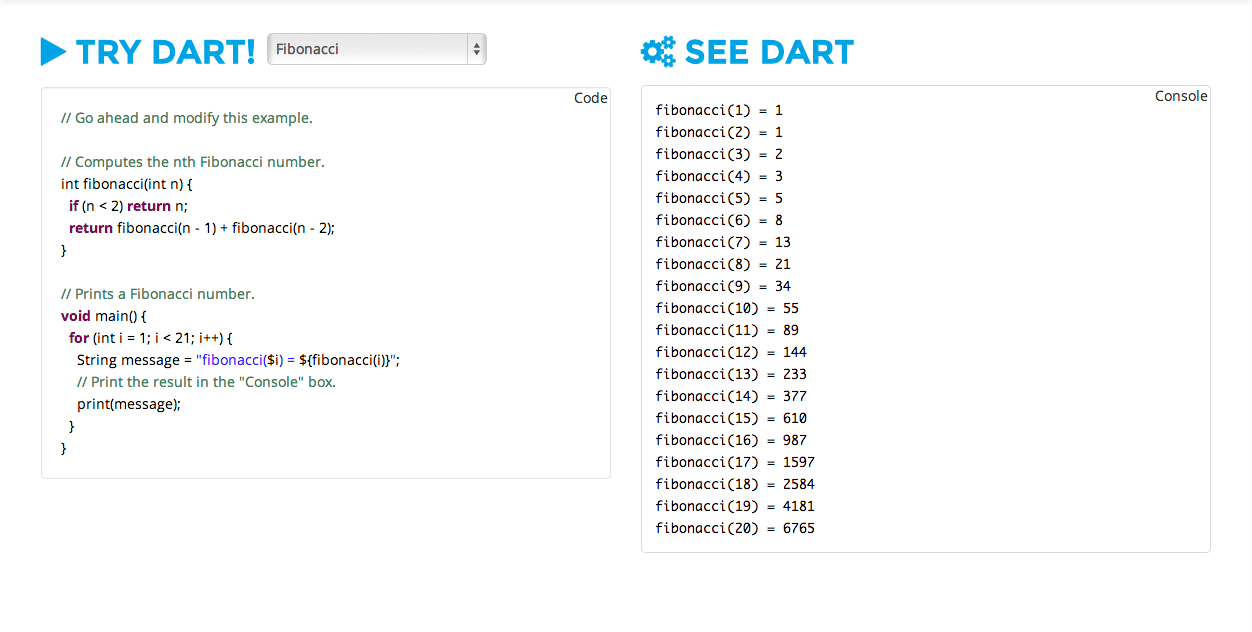 TRY DART!
Fibonacci
Code
// Go ahead and modify this example.
// Computes the nth Fibonacci number.
int fibonacci(int n) {
if (n < 2) return n;
return fibonacci(n - 1) + fibonacci(n - 2);
}
// Prints a Fibonacci number.
void main() {
for (int i = 1; i < 21; i++) {
String message = "fibonacci($i) = ${fibonacci(i)}";
// Print the result in the "Console" box.
print(message);
}
}
SEE DART
Console
fibonacci(1) = 1
fibonacci(2) = 1
fibonacci(3) = 2
fibonacci(4) = 3
fibonacci(5) = 5
fibonacci(6) = 8
fibonacci(7) = 13
fibonacci(8) = 21
fibonacci(9) = 34
fibonacci(10) = 55
fibonacci(11) = 89
fibonacci(12) = 144
fibonacci(13) = 233
fibonacci(14) = 377
fibonacci(15) = 610
fibonacci(16) = 987
fibonacci(17) = 1597
fibonacci(18) = 2584
fibonacci(19) = 4181
fibonacci(20) = 6765